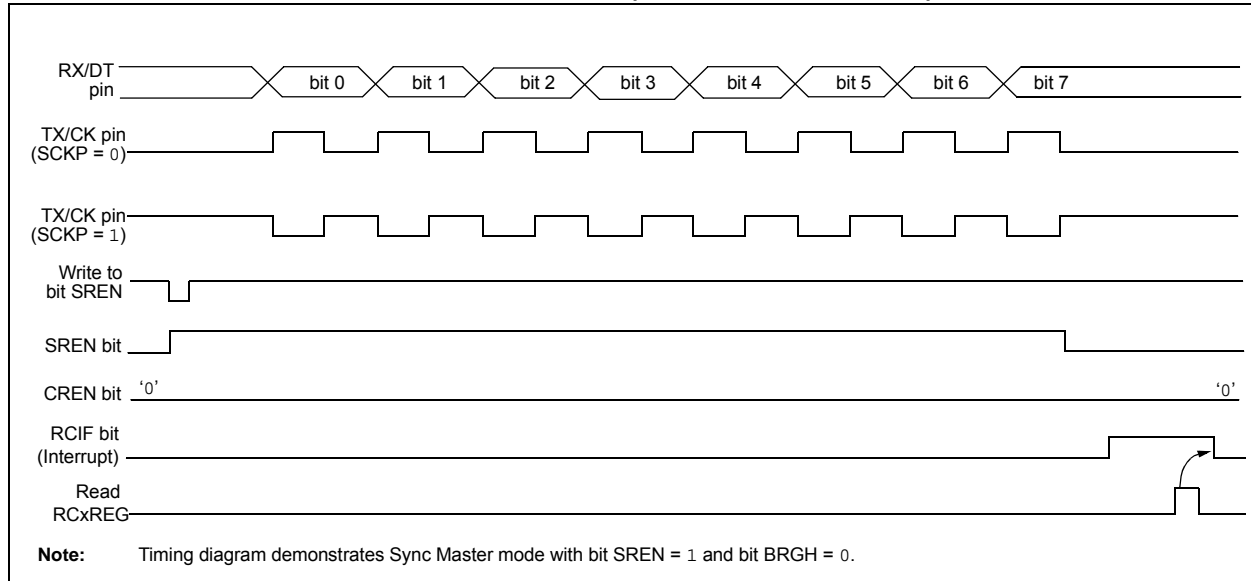 RX/DT
pin
bit 0 bit 1 bit 2 bit 3 bit 4 bit 5 bit 6 bit 7
TX/CK pin
(SCKP = 0)
TX/CK pin
(SCKP = 1)
Write to
bit SREN
SREN bit
CREN bit ‘0’ ‘0’
RCIF bit
(Interrupt)
Read
RCxREG
Note: Timing diagram demonstrates Sync Master mode with bit SREN = 1 and bit BRGH = 0.